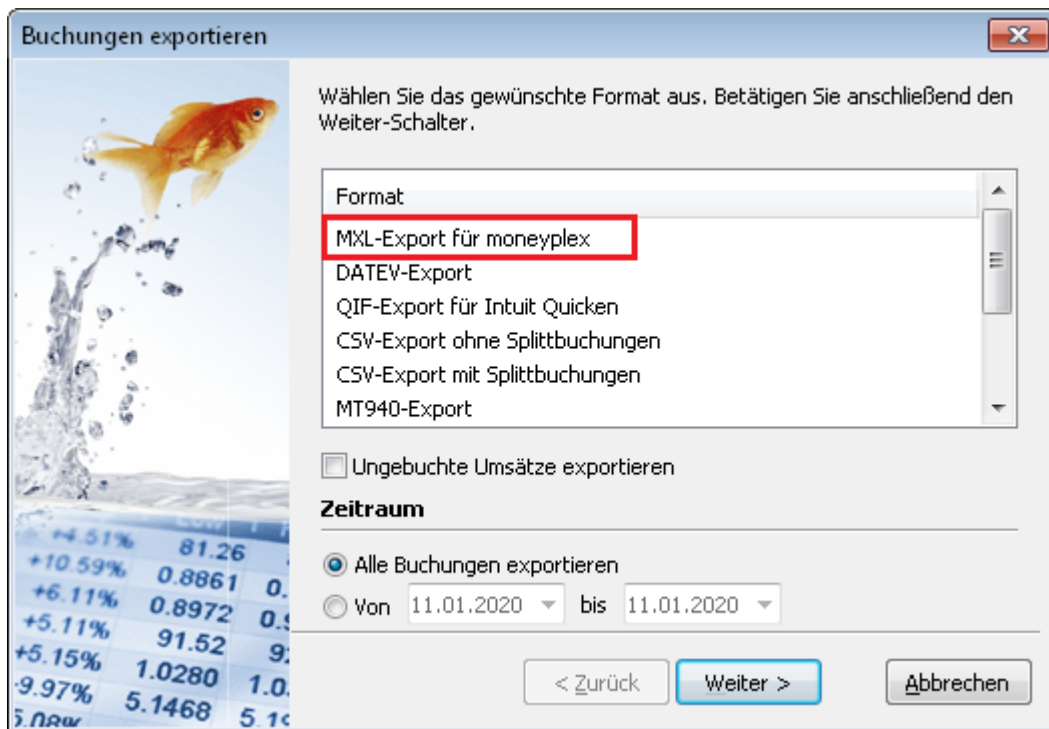 Buchungen exportieren
Wählen Sie das gewünschte Format aus. Betätigen Sie anschließend den
Weiter-Schalter.
Format
MXL-Export für moneyplex
DATEV-Export
QIF-Export für Intuit Quicken
CSV-Export ohne Splittbuchungen
CSV-Export mit Splittbuchungen
MT940-Export
Ungebuchte Umsätze exportieren
Zeitraum
Alle Buchungen exportieren
Von 11.01.2020 bis 11.01.2020
< Zurück Weiter > Abbrechen
+4.51% 81.26
+10.59% 0.8861 0.
+6.11% 0.8972
+5.11% 91.52
+5.15% 1.0280 1.0
-9.97% 5.1468